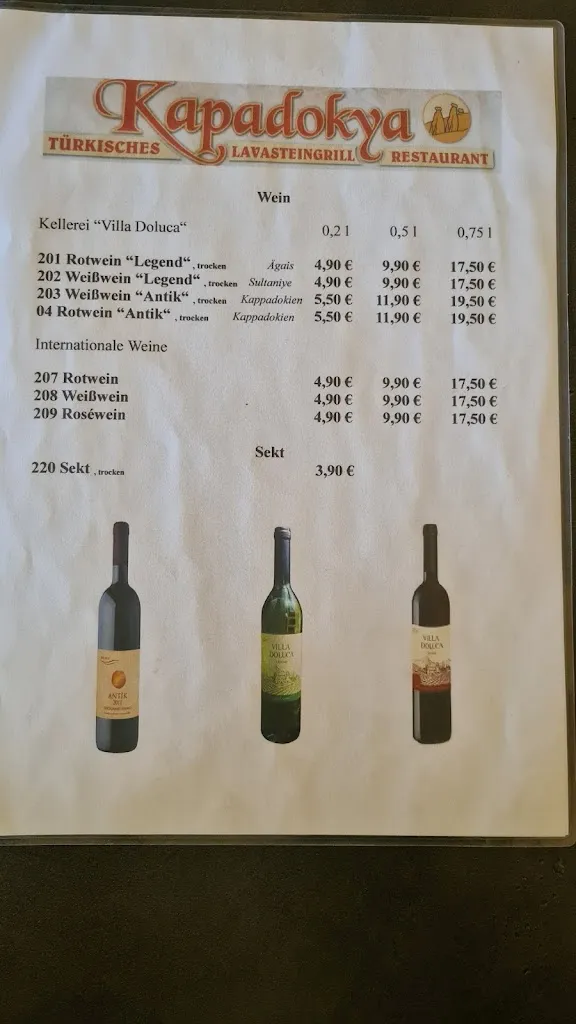 Kapadokya
TÜRKISCHES LAVASTEINGRILL RESTAURANT
Wein
Kellerei “Villa Doluca“ 0,2 l 0,5 l 0,75 l
201 Rotwein “Legend“ , trocken Ägais 4,90 € 9,90 € 17,50 €
202 Weißwein “Legend“ , trocken Sultaniye 4,90 € 9,90 € 17,50 €
203 Weißwein “Antik“ , trocken Kappadokien 5,50 € 11,90 € 19,50 €
04 Rotwein “Antik“ , trocken Kappadokien 5,50 € 11,90 € 19,50 €
Internationale Weine
207 Rotwein 4,90 € 9,90 € 17,50 €
208 Weißwein 4,90 € 9,90 € 17,50 €
209 Roséwein 4,90 € 9,90 € 17,50 €
Sekt
220 Sekt , trocken 3,90 €
ANTİK
VILLA
DOLUCA
VILLA
DOLUCA